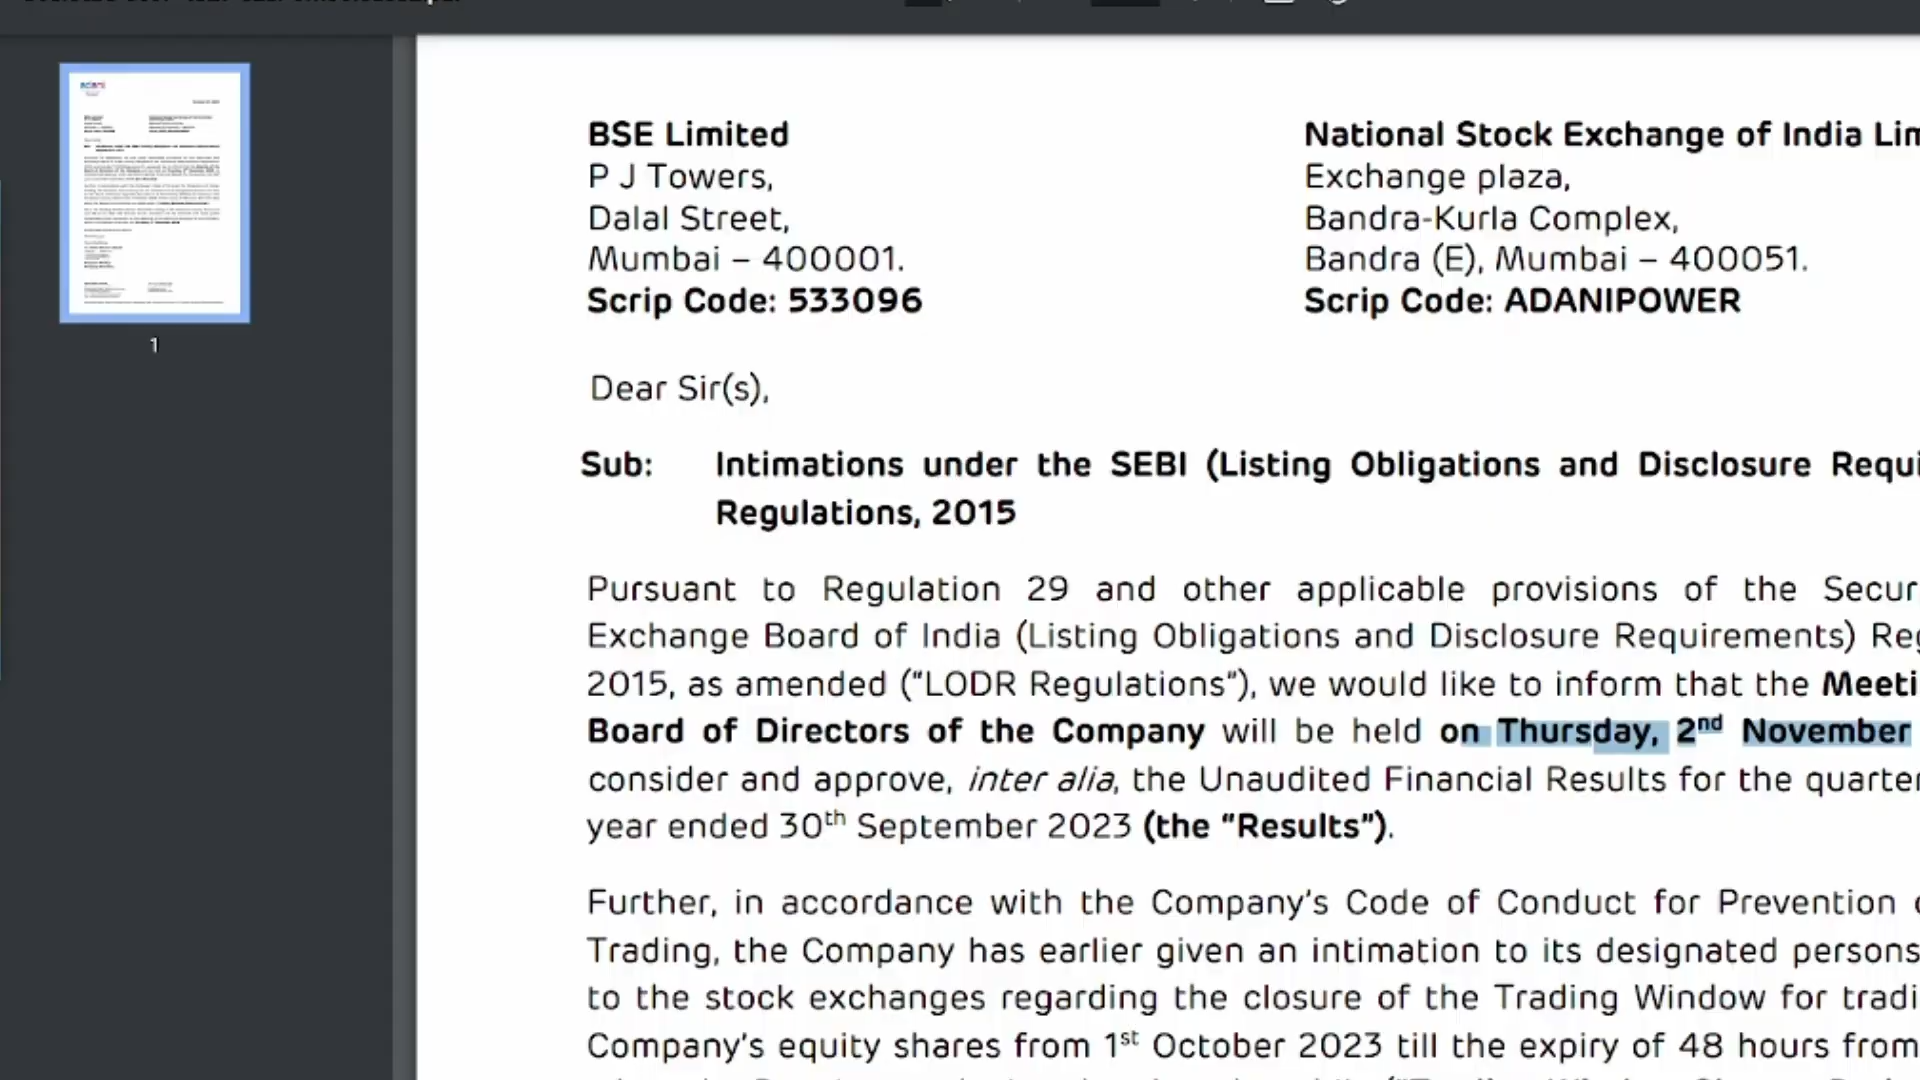 BSE Limited
P J Towers,
Dalal Street,
Mumbai – 400001.
Scrip Code: 533096
National Stock Exchange of India Lim
Exchange plaza,
Bandra-Kurla Complex,
Bandra (E), Mumbai – 400051.
Scrip Code: ADANIPOWER
Dear Sir(s),
Sub: Intimations under the SEBI (Listing Obligations and Disclosure Requi
Regulations, 2015
Pursuant to Regulation 29 and other applicable provisions of the Secur
Exchange Board of India (Listing Obligations and Disclosure Requirements) Reg
2015, as amended (“LODR Regulations”), we would like to inform that the Meeti
Board of Directors of the Company will be held on Thursday, 2nd November
consider and approve, inter alia, the Unaudited Financial Results for the quarter
year ended 30th September 2023 (the “Results”).
Further, in accordance with the Company’s Code of Conduct for Prevention o
Trading, the Company has earlier given an intimation to its designated persons
to the stock exchanges regarding the closure of the Trading Window for tradi
Company’s equity shares from 1st October 2023 till the expiry of 48 hours from
1